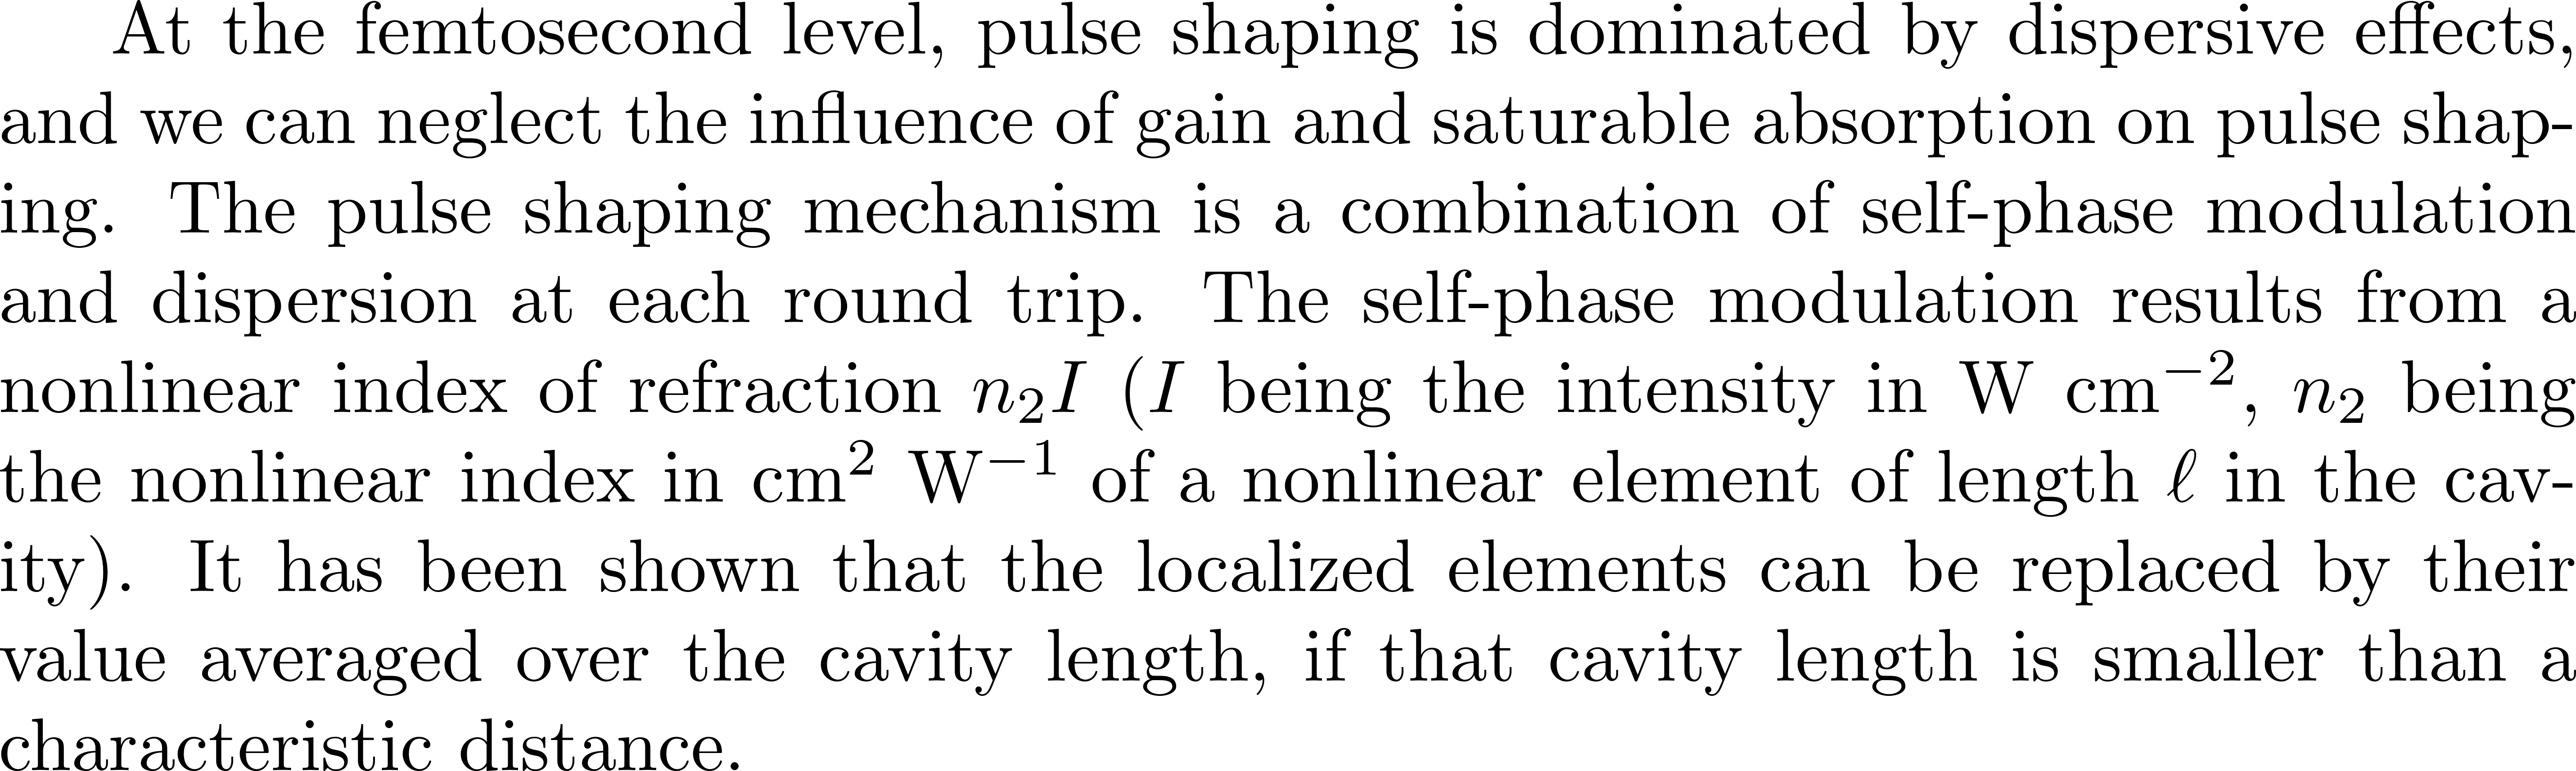 At the femtosecond level, pulse shaping is dominated by dispersive effects,
and we can neglect the influence of gain and saturable absorption on pulse shap-
ing. The pulse shaping mechanism is a combination of self-phase modulation
and dispersion at each round trip. The self-phase modulation results from a
nonlinear index of refraction $n_2I$ ($I$ being the intensity in W cm$^{-2}$, $n_2$ being
the nonlinear index in cm$^2$ W$^{-1}$ of a nonlinear element of length $\ell$ in the cav-
ity). It has been shown that the localized elements can be replaced by their
value averaged over the cavity length, if that cavity length is smaller than a
characteristic distance.